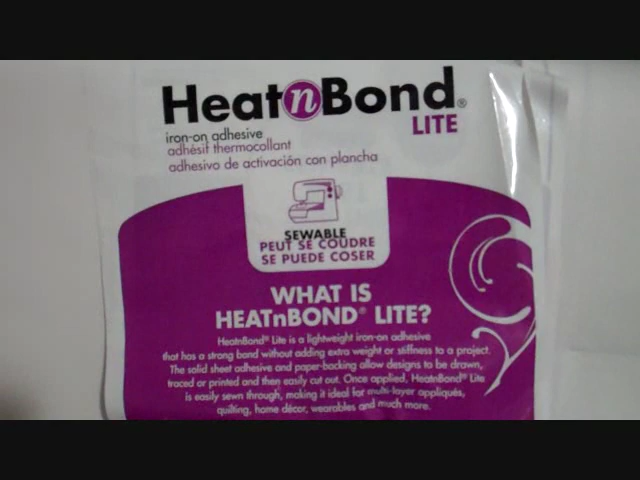 HeatnBond®
LITE
iron-on adhesive
adhésif thermocollant
adhesivo de activación con plancha
SEWABLE
PEUT SE COUDRE
SE PUEDE COSER
WHAT IS
HEATnBOND® LITE?
HeatnBond® Lite is a lightweight iron-on adhesive
that has a strong bond without adding extra weight or stiffness to a project.
The solid sheet adhesive and paper-backing allow designs to be drawn,
traced or printed and then easily cut out. Once applied, HeatnBond® Lite
is easily sewn through, making it ideal for multi-layer appliqués,
quilting, home décor, wearables and much more.